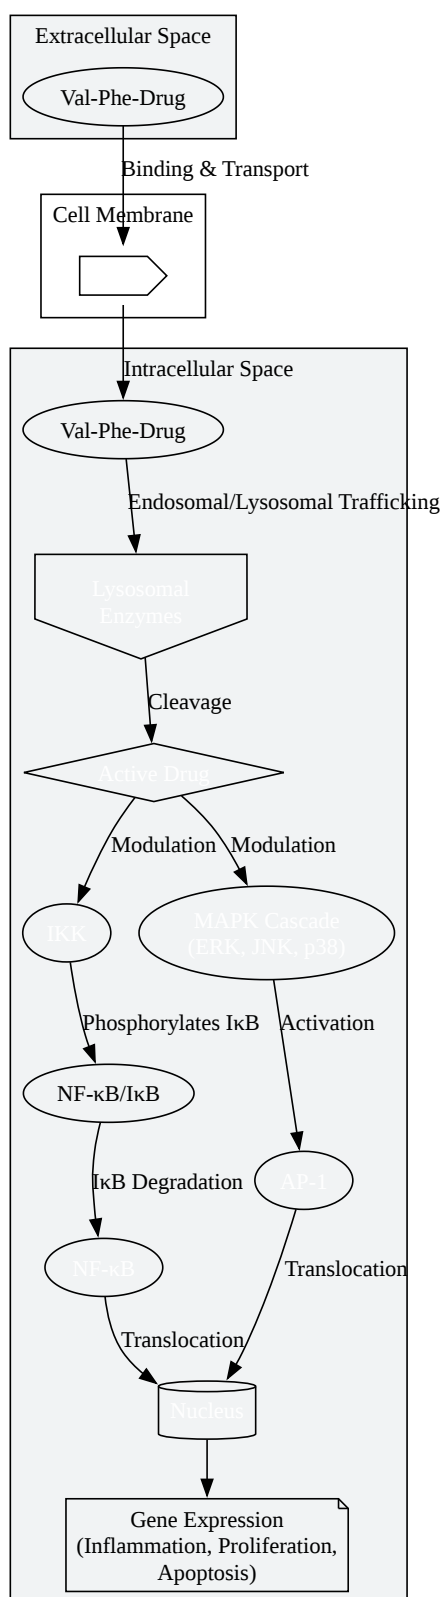 Extracellular Space
Val-Phe-Drug
Binding & Transport
Cell Membrane
Intracellular Space
Val-Phe-Drug
Endosomal/Lysosomal Trafficking
Lysosomal
Enzymes
Cleavage
Active Drug
Modulation
Modulation
IKK
MAPK Cascade
(ERK, JNK, p38)
Phosphorylates IκB
Activation
NF-κB/IκB
IκB Degradation
AP-1
NF-κB
Translocation
Translocation
Nucleus
Gene Expression
(Inflammation, Proliferation,
Apoptosis)